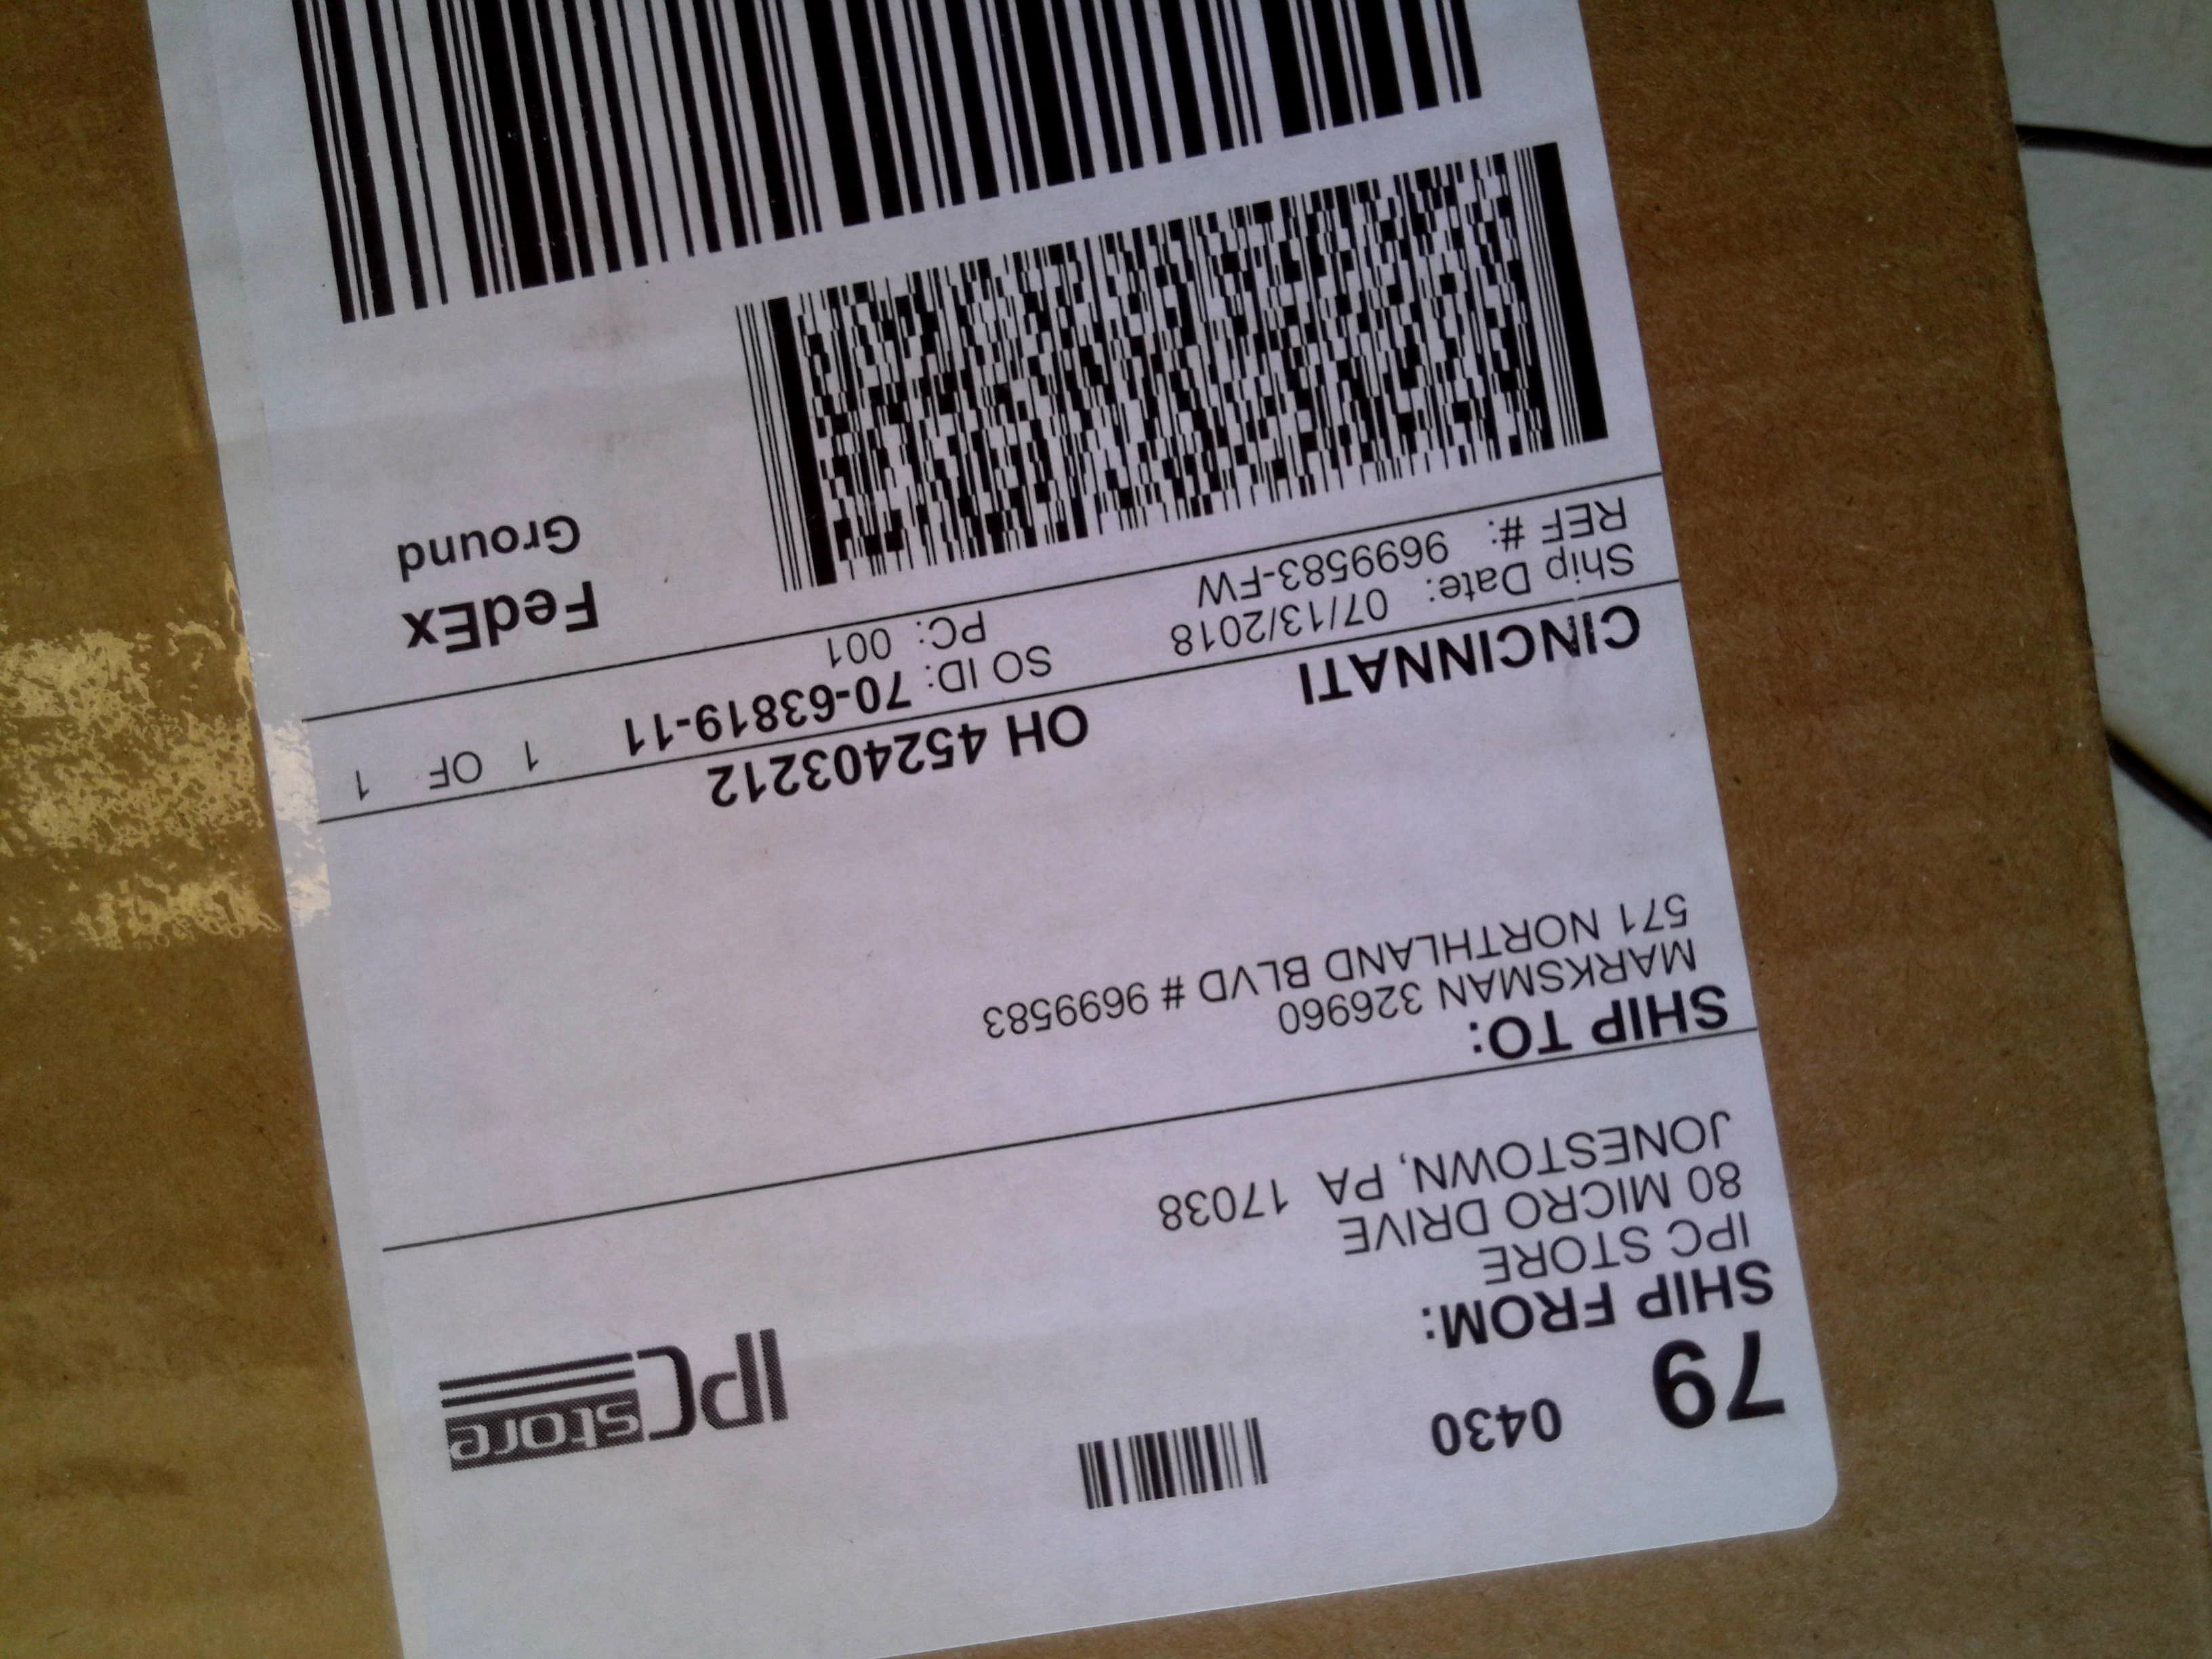 79 0430
IPC store
SHIP FROM:
IPC STORE
80 MICRO DRIVE
JONESTOWN, PA 17038
SHIP TO:
MARKSMAN 326960
571 NORTHLAND BLVD # 9699583
CINCINNATI OH 452403212
Ship Date: 07/13/2018 SO ID: 70-63819-11 1 OF 1
REF #: 9699583-FW PC: 001
FedEx
Ground